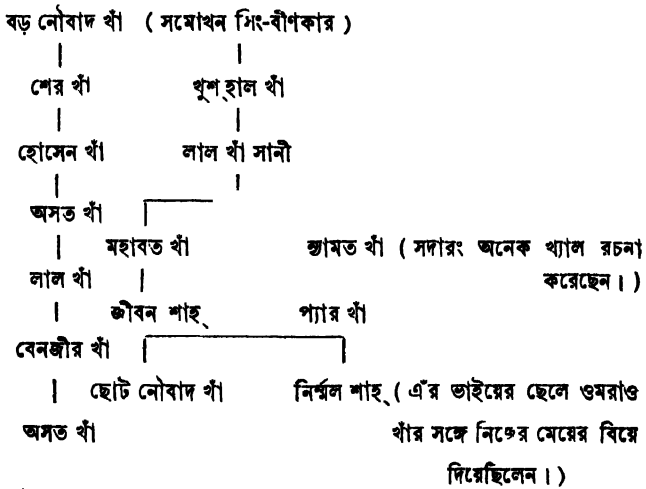 বড় নৌবাদ খাঁ ( সমোখন সিং-বীণকার )
শের খাঁ খুশ্‌হাল খাঁ
হোসেন খাঁ লাল খাঁ সানী
অসত খাঁ
মহাবত খাঁ ন্যামত খাঁ ( সদারং অনেক খ্যাল রচনা
লাল খাঁ করেছেন। )
জীবন শাহ্ প্যার খাঁ
বেনজীর খাঁ
ছোট নৌবাদ খাঁ নির্ম্মল শাহ্ ( এঁর ভাইয়ের ছেলে ওমরাও
অসত খাঁ খাঁর সঙ্গে নিজের মেয়ের বিয়ে
দিয়েছিলেন। )